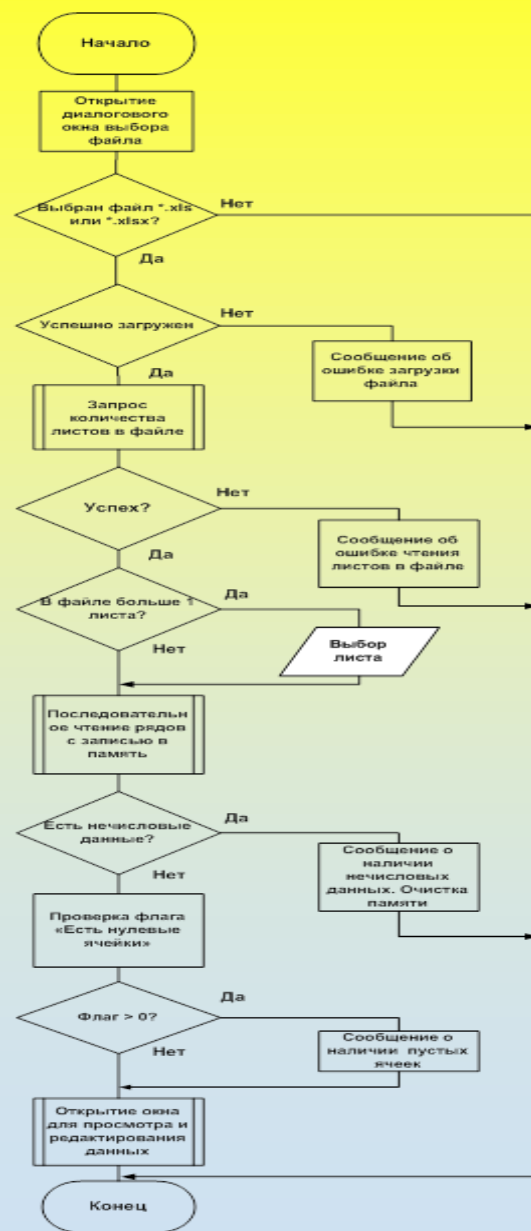 Начало
Открытие
диалогового
окна выбора
файла
Выбран файл *.xls
или *.xlsx?
Нет
Да
Успешно загружен
Нет
Сообщение об
ошибке загрузки
файла
Да
Запрос
количества
листов в файле
Успех?
Нет
Сообщение об
ошибке чтения
листов в файле
Да
В файле больше 1
листа?
Да
Выбор
листа
Нет
Последовательн
ое чтение рядов
с записью в
память
Есть нечисловые
данные?
Да
Сообщение о
наличии
нечисловых
данных. Очистка
памяти
Нет
Проверка флага
«Есть нулевые
ячейки»
Флаг > 0?
Да
Сообщение о
наличии пустых
ячеек
Нет
Открытие окна
для просмотра и
редактирования
данных
Конец